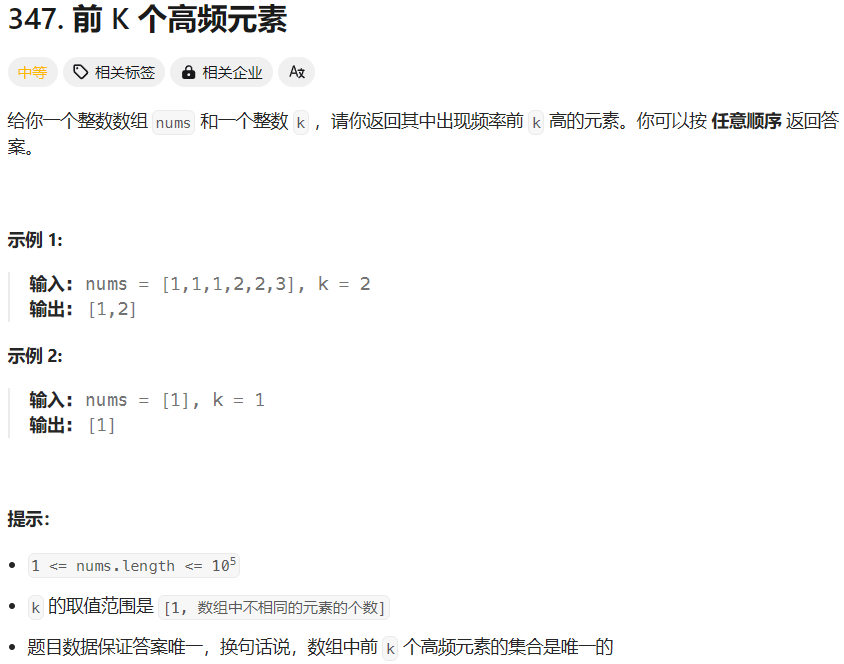 347. 前 K 个高频元素
中等 相关标签 相关企业 Aあ
给你一个整数数组 nums 和一个整数 k ，请你返回其中出现频率前 k 高的元素。你可以按 任意顺序 返回答
案。
示例 1:
输入: nums = [1,1,1,2,2,3], k = 2
输出: [1,2]
示例 2:
输入: nums = [1], k = 1
输出: [1]
提示：
• 1 <= nums.length <= 10⁵
• k 的取值范围是 [1, 数组中不相同的元素的个数]
• 题目数据保证答案唯一，换句话说，数组中前 k 个高频元素的集合是唯一的